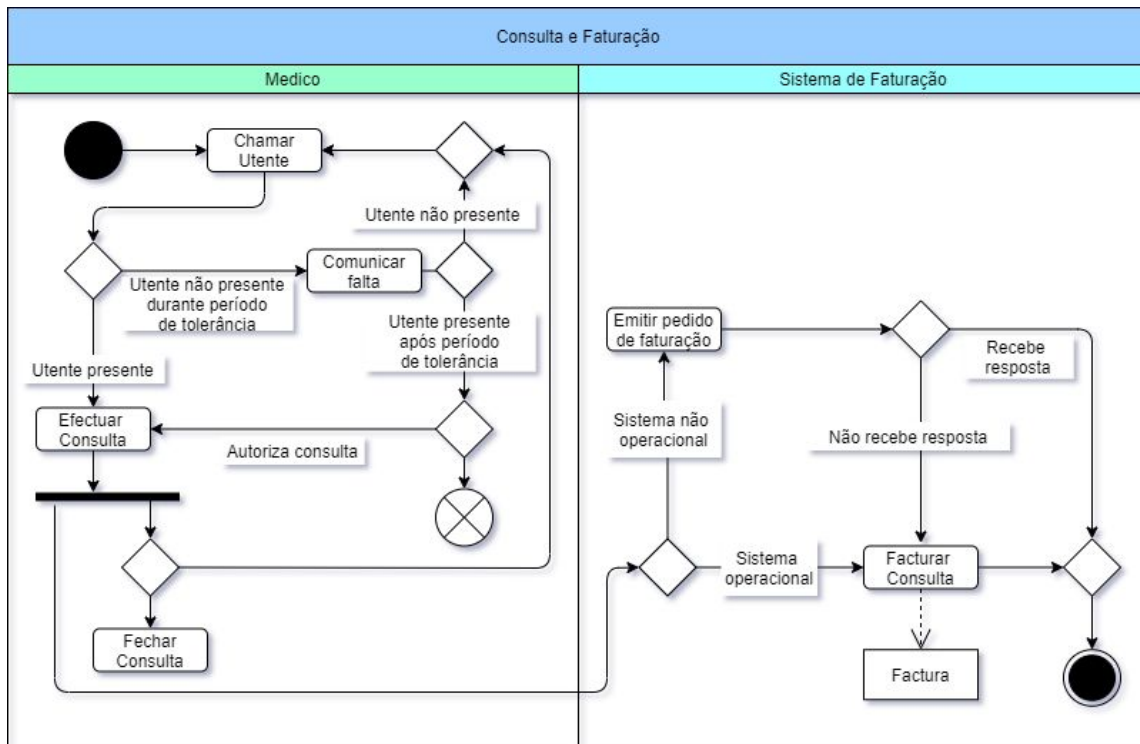 Consulta e Faturação
Medico
Sistema de Faturação
Chamar
Utente
Utente não presente
Utente não presente
durante período
de tolerância
Comunicar
falta
Utente presente
após período
de tolerância
Utente presente
Efectuar
Consulta
Autoriza consulta
Fechar
Consulta
Emitir pedido
de faturação
Recebe
resposta
Sistema não
operacional
Não recebe resposta
Sistema
operacional
Facturar
Consulta
Factura